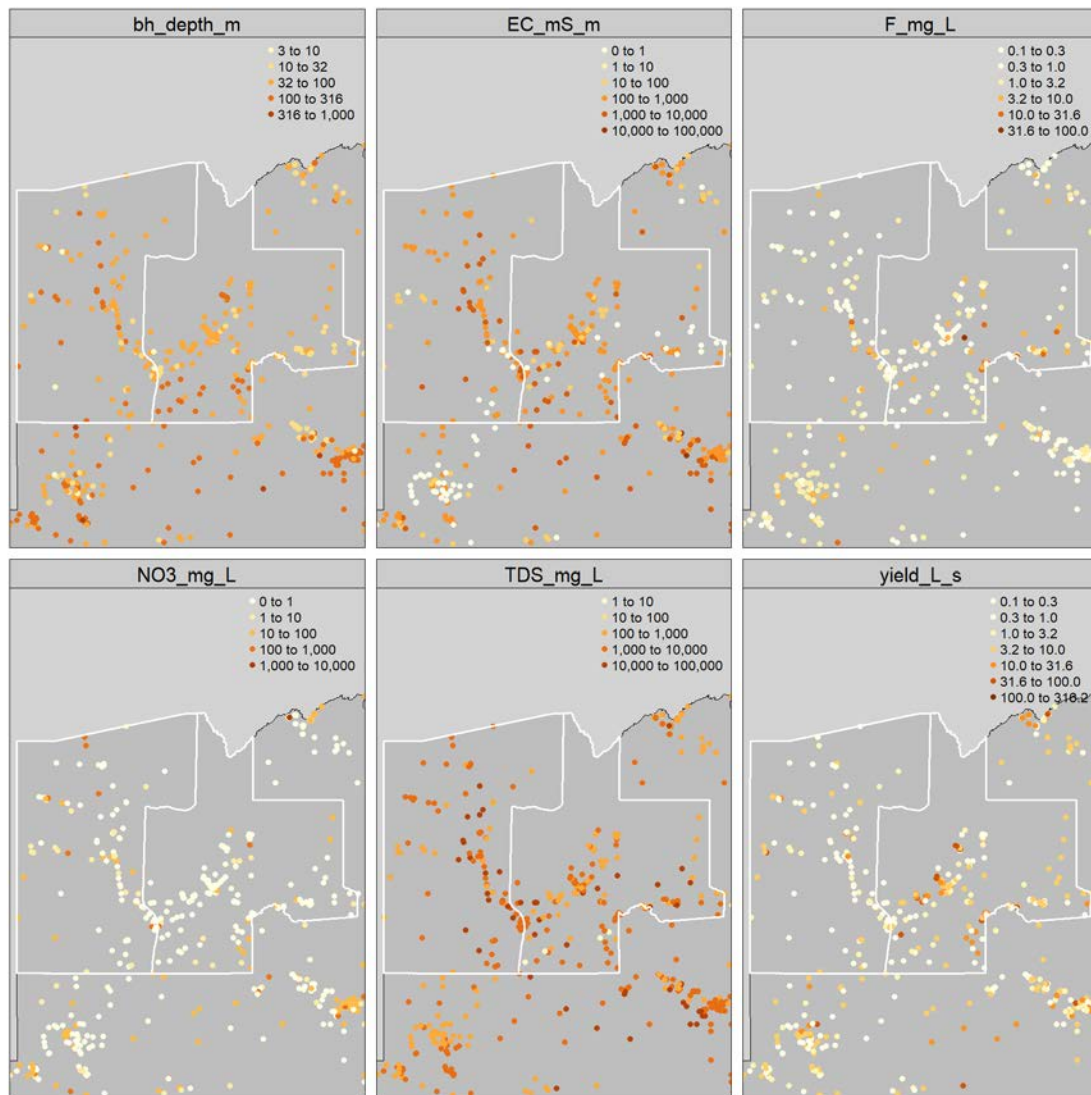 bh_depth_m
3 to 10
10 to 32
32 to 100
100 to 316
316 to 1,000
EC_mS_m
0 to 1
1 to 10
10 to 100
100 to 1,000
1,000 to 10,000
10,000 to 100,000
F_mg_L
0.1 to 0.3
0.3 to 1.0
1.0 to 3.2
3.2 to 10.0
10.0 to 31.6
31.6 to 100.0
NO3_mg_L
0 to 1
1 to 10
10 to 100
100 to 1,000
1,000 to 10,000
TDS_mg_L
1 to 10
10 to 100
100 to 1,000
1,000 to 10,000
10,000 to 100,000
yield_L_s
0.1 to 0.3
0.3 to 1.0
1.0 to 3.2
3.2 to 10.0
10.0 to 31.6
31.6 to 100.0
100.0 to 316.2